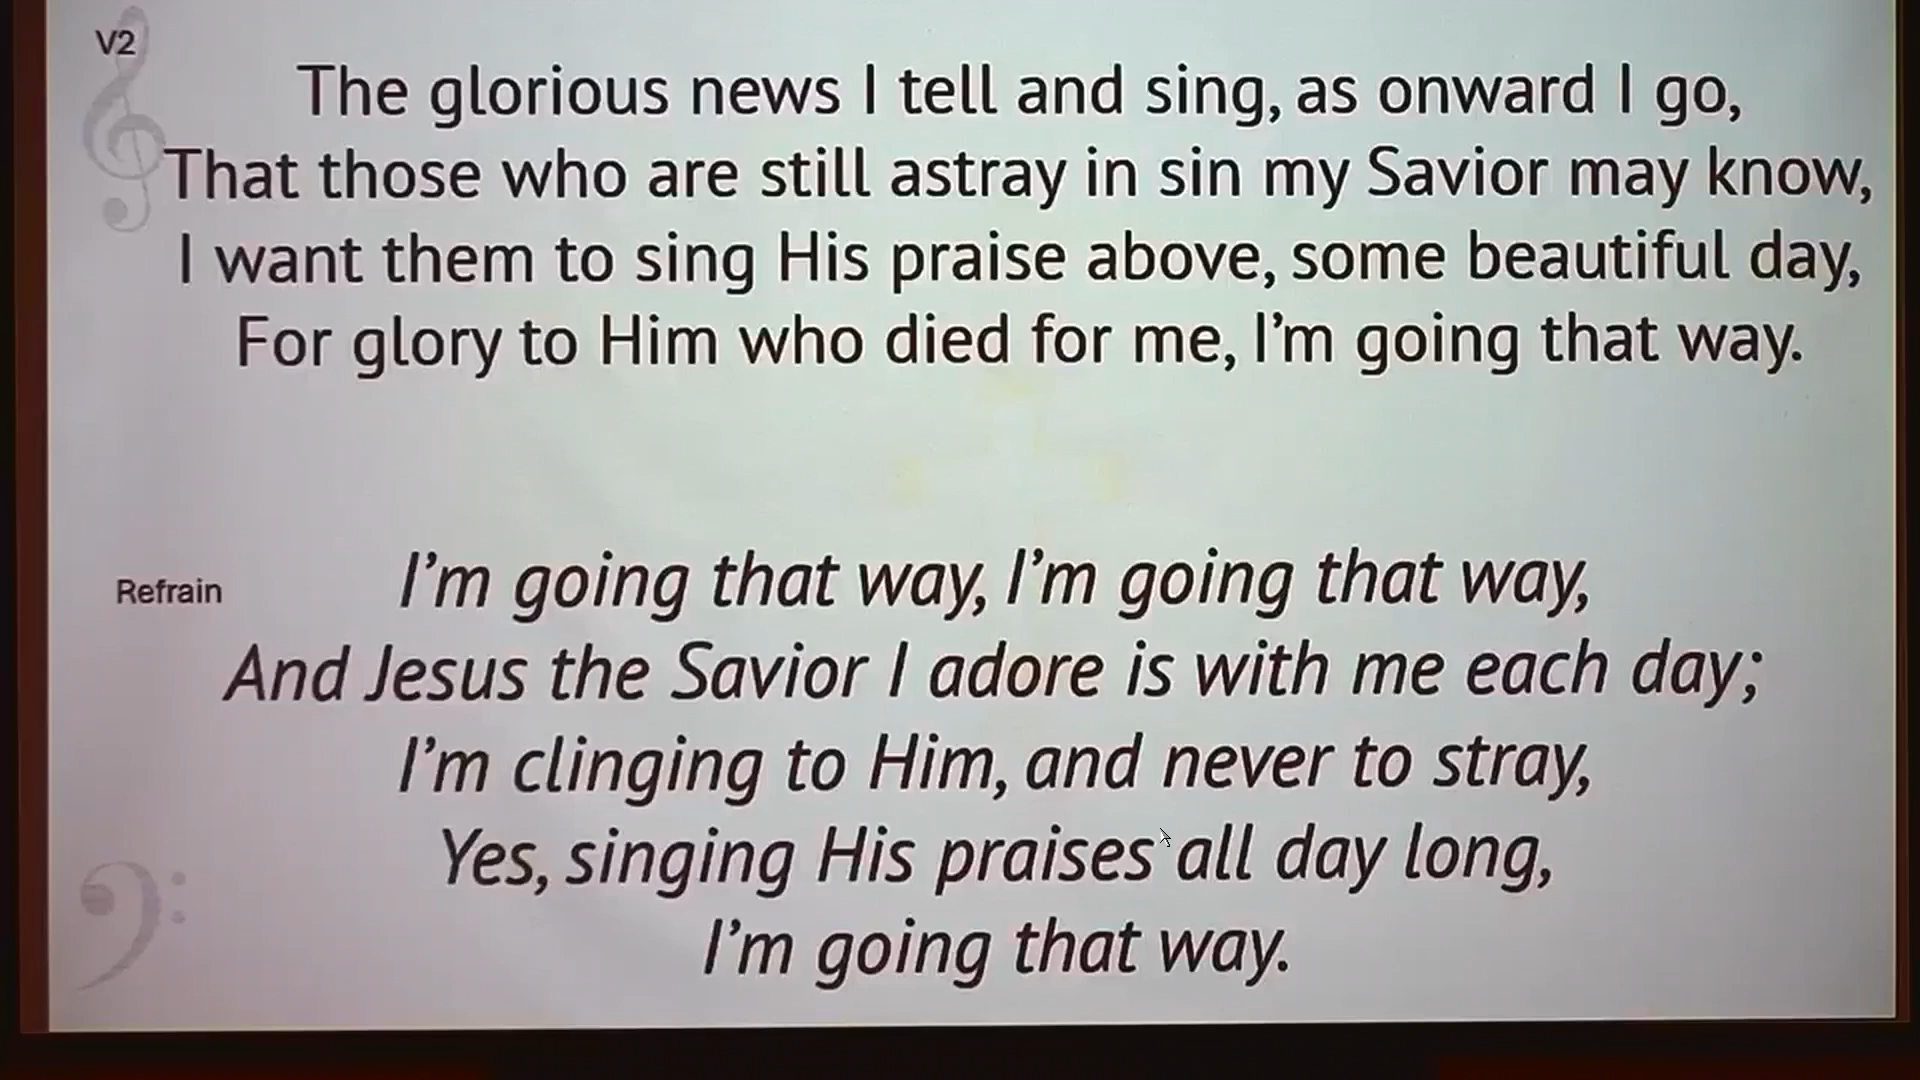 V2
The glorious news I tell and sing, as onward I go,
That those who are still astray in sin my Savior may know,
I want them to sing His praise above, some beautiful day,
For glory to Him who died for me, I’m going that way.
Refrain
I’m going that way, I’m going that way,
And Jesus the Savior I adore is with me each day;
I’m clinging to Him, and never to stray,
Yes, singing His praises all day long,
I’m going that way.